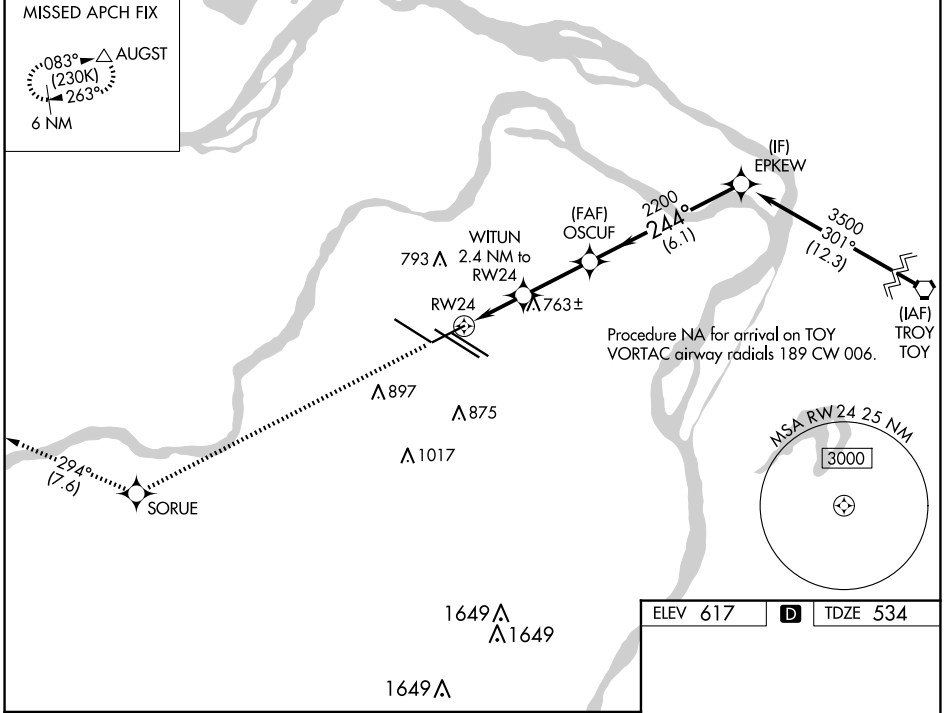 MISSED APCH FIX
083°
AUGST
(230K)
263°
6 NM
(IF)
EPKEW
2200
244°
(6.1)
3500
301°
(12.3)
(FAF)
OSCUF
WITUN
2.4 NM to
RW24
793
763±
RW24
(IAF)
TROY
TOY
Procedure NA for arrival on TOY
VORTAC airway radials 189 CW 006.
897
875
1017
MSA RW24 25 NM
3000
294°
(7.6)
SORUE
1649
1649
1649
ELEV 617
D
TDZE 534